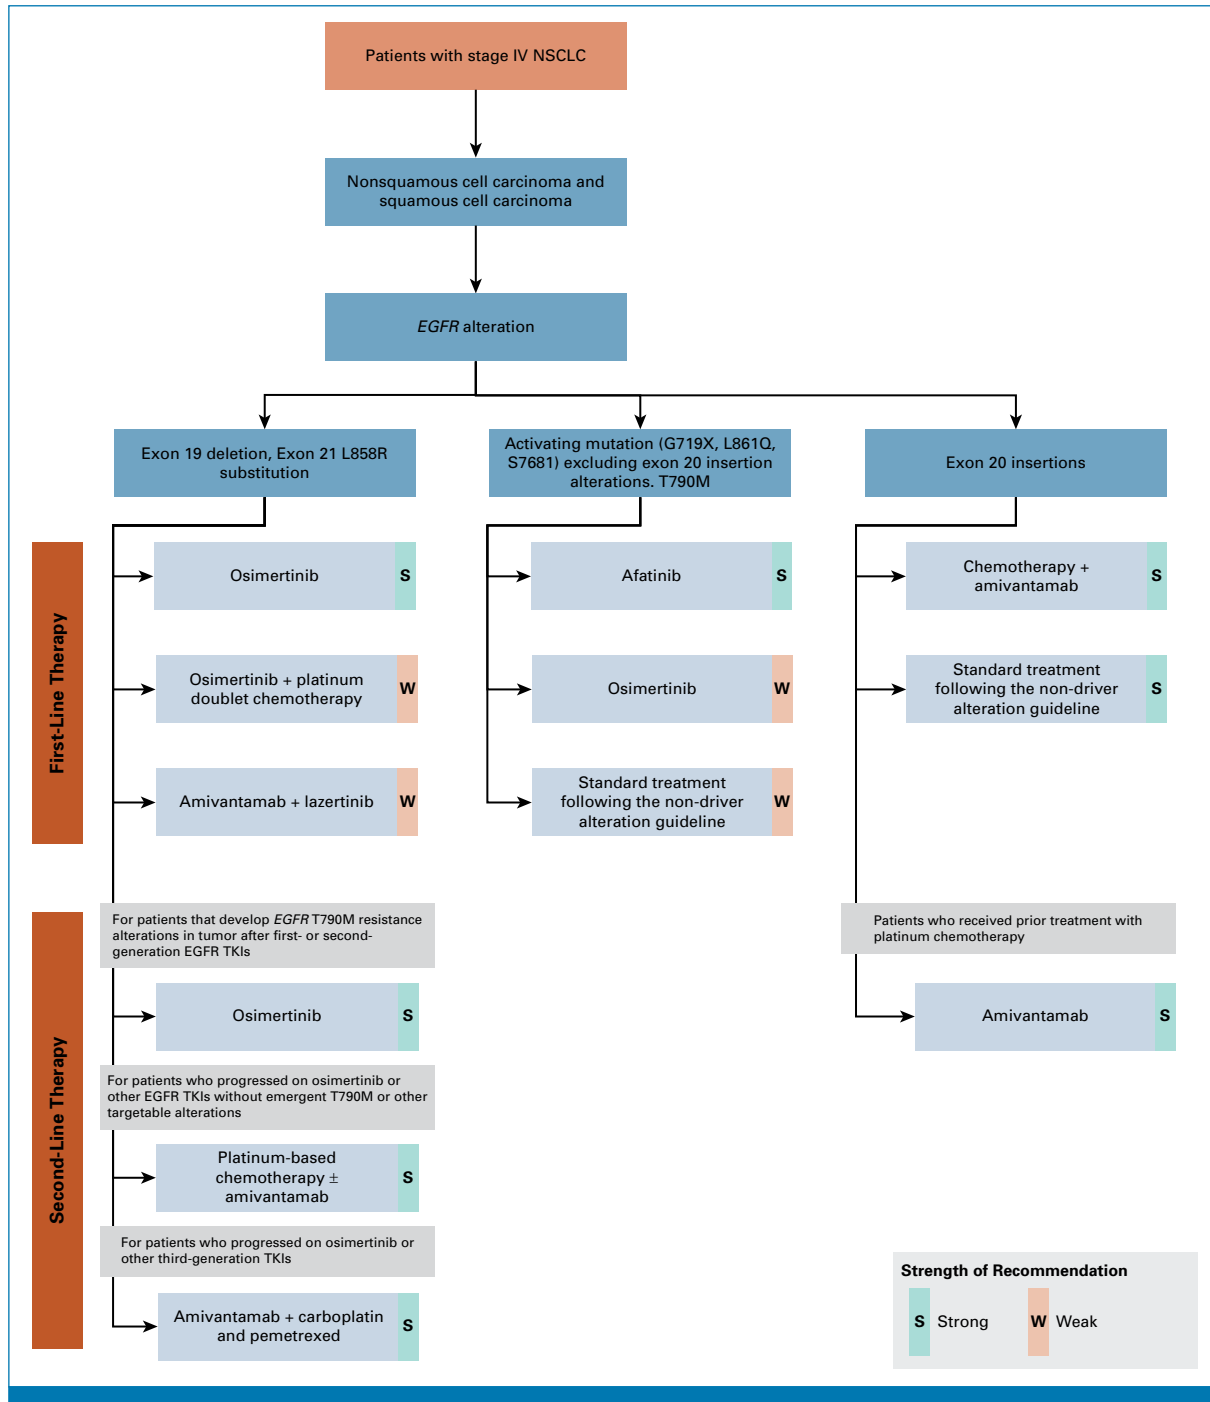 Patients with stage IV NSCLC
Nonsquamous cell carcinoma and
squamous cell carcinoma
EGFR alteration
Exon 19 deletion, Exon 21 L858R
substitution
Activating mutation (G719X, L861Q,
S7681) excluding exon 20 insertion
alterations. T790M
Exon 20 insertions
First-Line Therapy
Osimertinib
S
Afatinib
S
Chemotherapy +
amivantamab
S
Osimertinib + platinum
doublet chemotherapy
W
Osimertinib
W
Standard treatment
following the non-driver
alteration guideline
S
Amivantamab + lazertinib
W
Standard treatment
following the non-driver
alteration guideline
W
Second-Line Therapy
For patients that develop EGFR T790M resistance
alterations in tumor after first- or second-
generation EGFR TKIs
Patients who received prior treatment with
platinum chemotherapy
Osimertinib
S
Amivantamab
S
For patients who progressed on osimertinib or
other EGFR TKIs without emergent T790M or other
targetable alterations
Platinum-based
chemotherapy ±
amivantamab
S
For patients who progressed on osimertinib or
other third-generation TKIs
Amivantamab + carboplatin
and pemetrexed
S
Strength of Recommendation
S Strong
W Weak